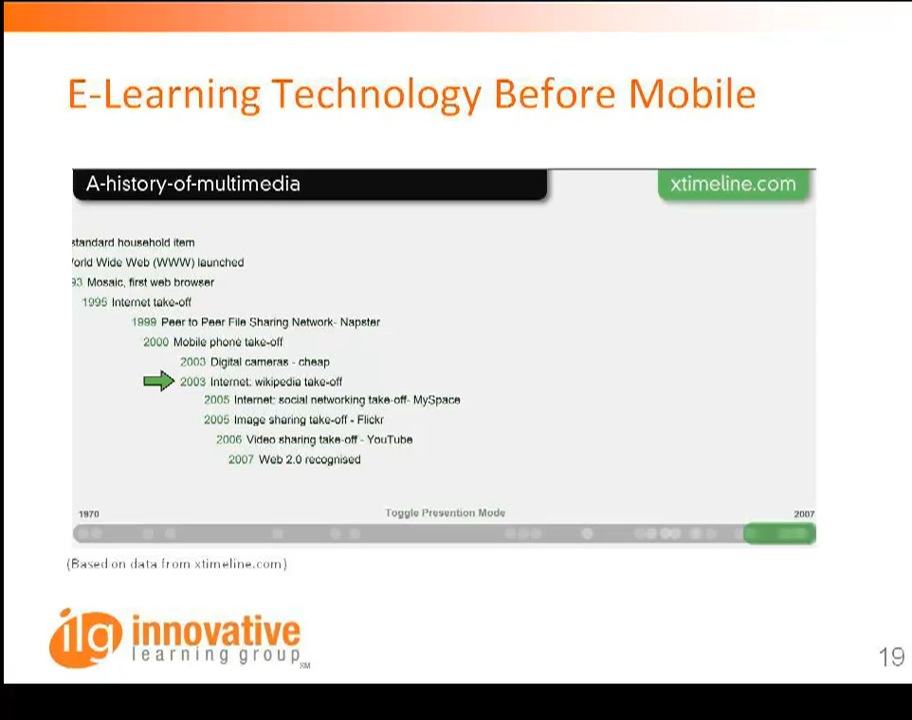 E-Learning Technology Before Mobile
A-history-of-multimedia
xtimeline.com
standard household item
orld Wide Web (WWW) launched
93 Mosaic, first web browser
1995 Internet take-off
1999 Peer to Peer File Sharing Network- Napster
2000 Mobile phone take-off
2003 Digital cameras - cheap
2003 Internet: wikipedia take-off
2005 Internet: social networking take-off- MySpace
2005 Image sharing take-off - Flickr
2006 Video sharing take-off - YouTube
2007 Web 2.0 recognised
1970
Toggle Presention Mode
2007
(Based on data from xtimeline.com)
ilg innovative
learning group SM
19